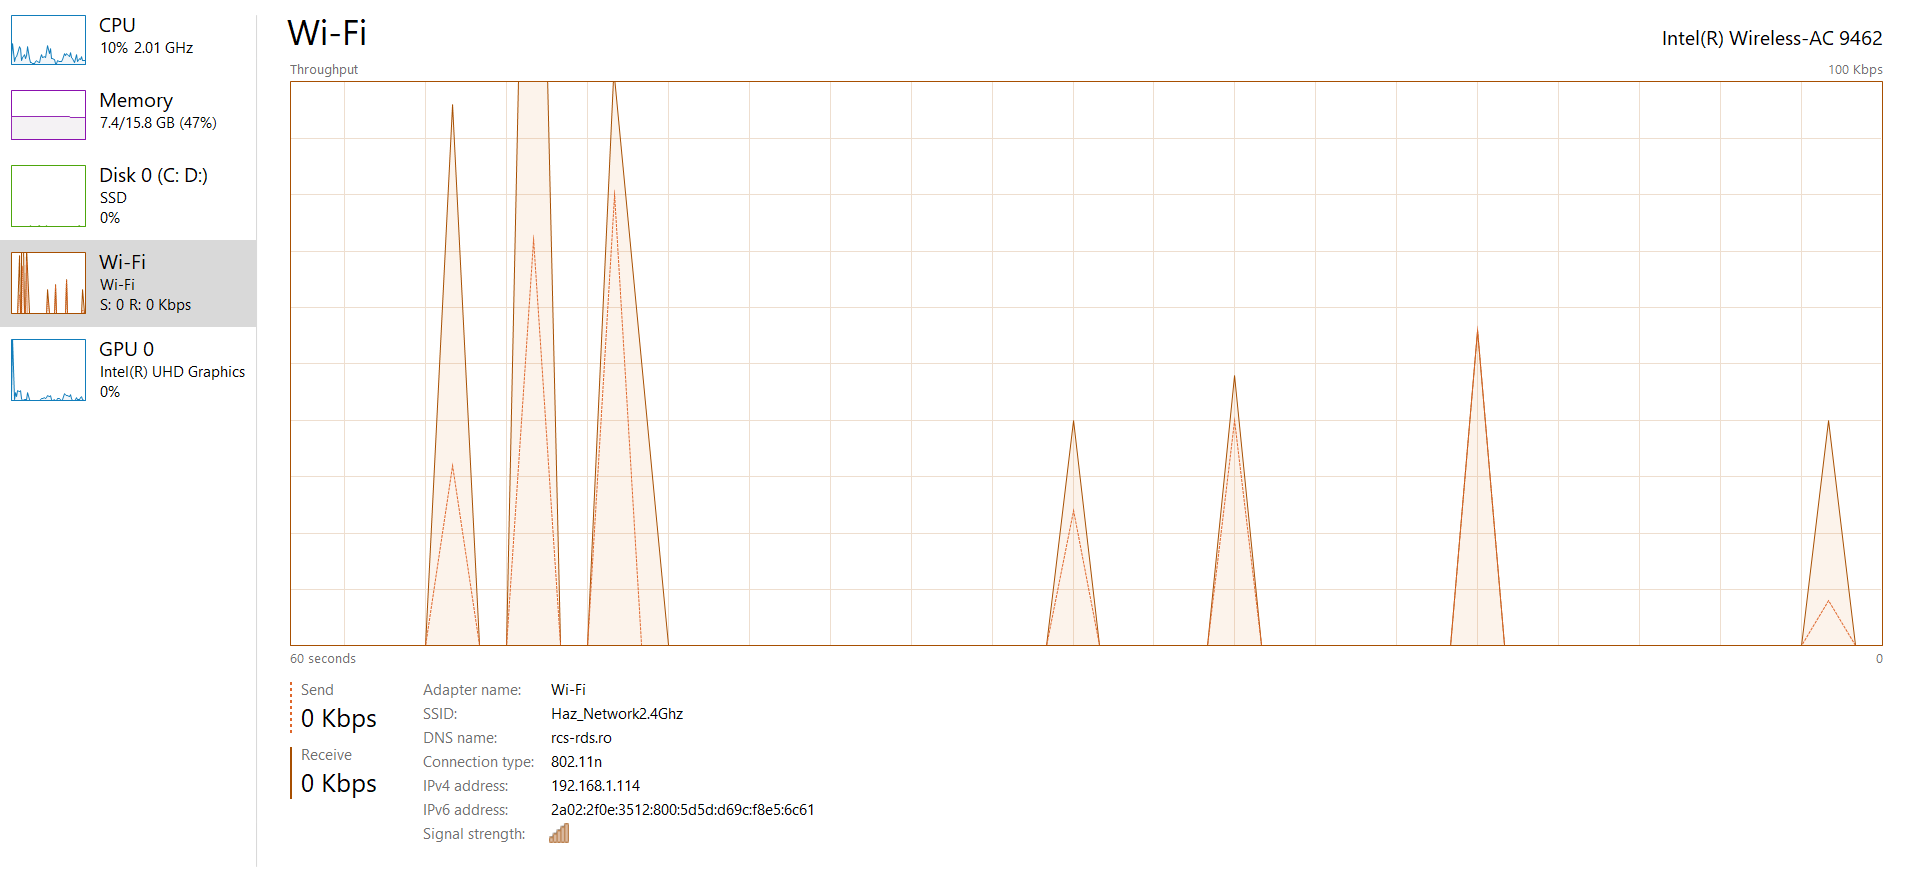 CPU
10% 2.01 GHz
Memory
7.4/15.8 GB (47%)
Disk 0 (C: D:)
SSD
0%
Wi-Fi
Wi-Fi
S: 0 R: 0 Kbps
GPU 0
Intel(R) UHD Graphics
0%
Wi-Fi
Intel(R) Wireless-AC 9462
Throughput
100 Kbps
60 seconds
0
Send
0 Kbps
Receive
0 Kbps
Adapter name: Wi-Fi
SSID: Haz_Network2.4Ghz
DNS name: rcs-rds.ro
Connection type: 802.11n
IPv4 address: 192.168.1.114
IPv6 address: 2a02:2f0e:3512:800:5d5d:d69c:f8e5:6c61
Signal strength: